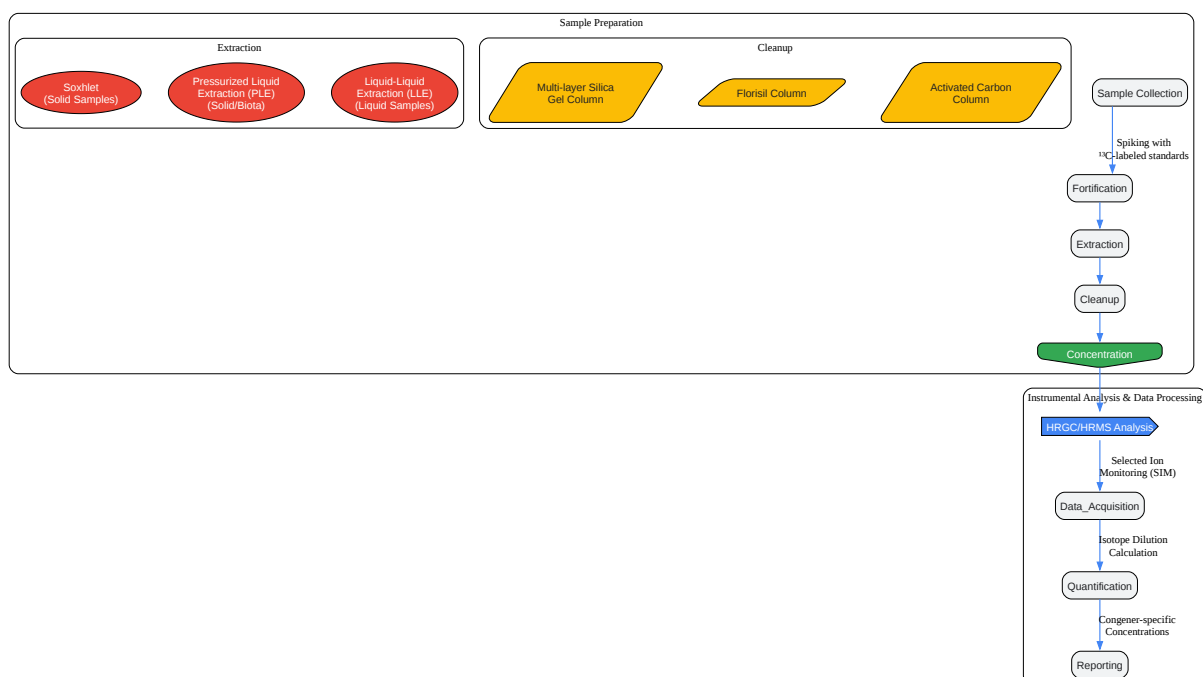 Sample Preparation
Extraction
Soxhlet
(Solid Samples)
Pressurized Liquid
Extraction (PLE)
(Solid/Biota)
Liquid-Liquid
Extraction (LLE)
(Liquid Samples)
Cleanup
Multi-layer Silica
Gel Column
Florisil Column
Activated Carbon
Column
Sample Collection
Spiking with
¹³C-labeled standards
Fortification
Extraction
Cleanup
Concentration
Instrumental Analysis & Data Processing
HRGC/HRMS Analysis
Selected Ion
Monitoring (SIM)
Data_Acquisition
Isotope Dilution
Calculation
Quantification
Congener-specific
Concentrations
Reporting